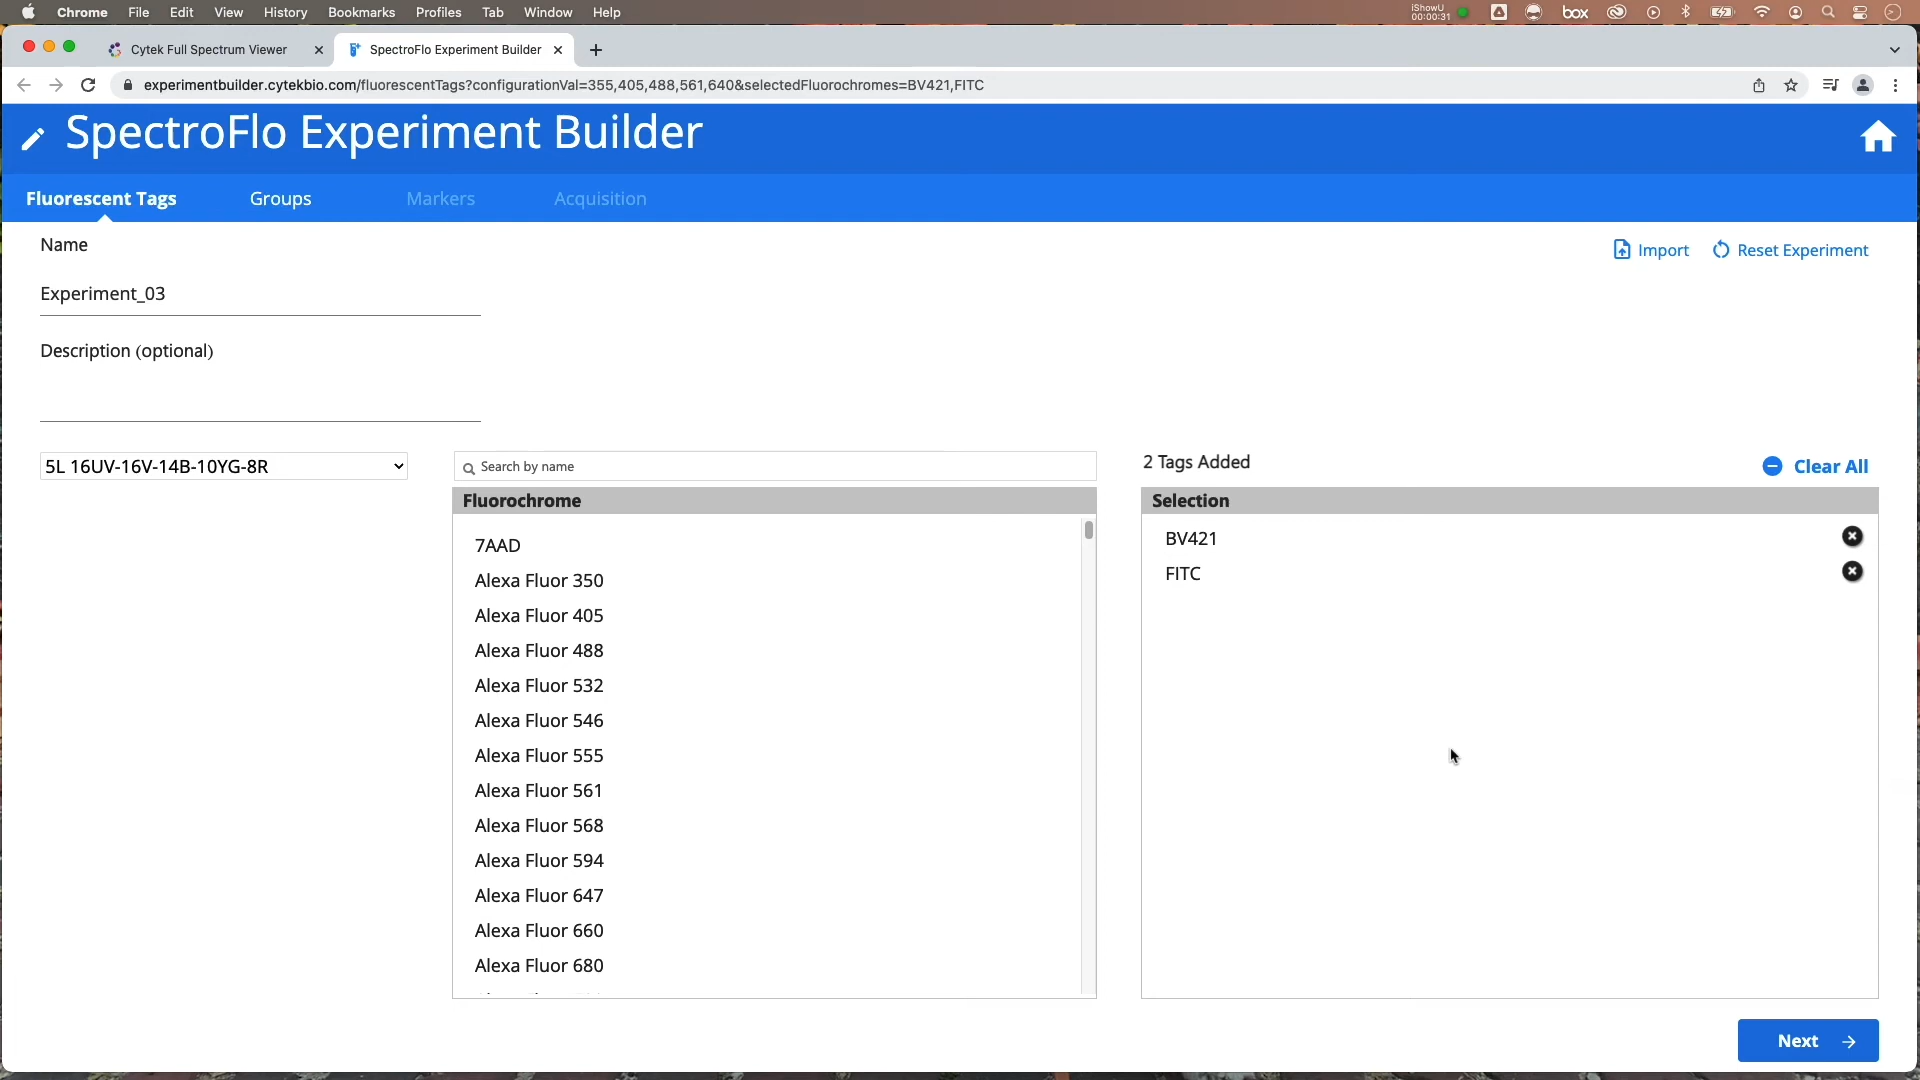 Chrome File Edit View History Bookmarks Profiles Tab Window Help
iShowU
00:00:31
box
Cytek Full Spectrum Viewer
SpectroFlo Experiment Builder
experimentbuilder.cytekbio.com/fluorescentTags?configurationVal=355,405,488,561,640&selectedFluorochromes=BV421,FITC
SpectroFlo Experiment Builder
Fluorescent Tags Groups Markers Acquisition
Name
Import Reset Experiment
Experiment_03
Description (optional)
5L 16UV-16V-14B-10YG-8R
Search by name
2 Tags Added
Clear All
Fluorochrome
Selection
7AAD
Alexa Fluor 350
Alexa Fluor 405
Alexa Fluor 488
Alexa Fluor 532
Alexa Fluor 546
Alexa Fluor 555
Alexa Fluor 561
Alexa Fluor 568
Alexa Fluor 594
Alexa Fluor 647
Alexa Fluor 660
Alexa Fluor 680
BV421
FITC
Next